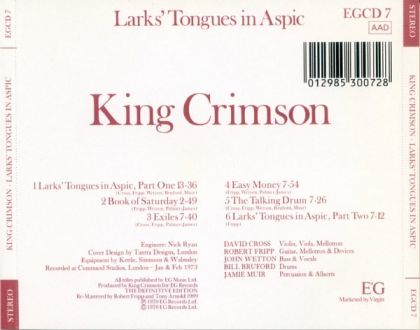 EGCD 7
KING CRIMSON · LARKS' TONGUES IN ASPIC
STEREO
Larks' Tongues in Aspic
EGCD 7
AAD
012985 300728
King Crimson
1 Larks' Tongues in Aspic, Part One 13-36
(Cross, Fripp, Wetton, Bruford, Muir)
2 Book of Saturday 2-49
(Fripp, Wetton, Palmer-James)
3 Exiles 7-40
(Cross, Fripp, Palmer-James)
4 Easy Money 7-54
(Fripp, Wetton, Palmer-James)
5 The Talking Drum 7-26
(Cross, Fripp, Wetton, Bruford, Muir)
6 Larks' Tongues in Aspic, Part Two 7-12
(Fripp)
Engineer: Nick Ryan
Cover Design by Tantra Designs, London
Equipment by Kettle, Simmons & Walmsley
Recorded at Command Studios, London – Jan & Feb 1973
All titles published by EG Music Ltd.
Produced by King Crimson for EG Records
THE DEFINITIVE EDITION
Re-Mastered by Robert Fripp and Tony Arnold 1989
℗ 1973 EG Records Ltd.
DAVID CROSS Violin, Viola, Mellotron
ROBERT FRIPP Guitar, Mellotron & Devices
JOHN WETTON Bass & Vocals
BILL BRUFORD Drums
JAMIE MUIR Percussion & Allsorts
EG
Marketed by Virgin
STEREO
KING CRIMSON · LARKS' TONGUES IN ASPIC
EGCD 7